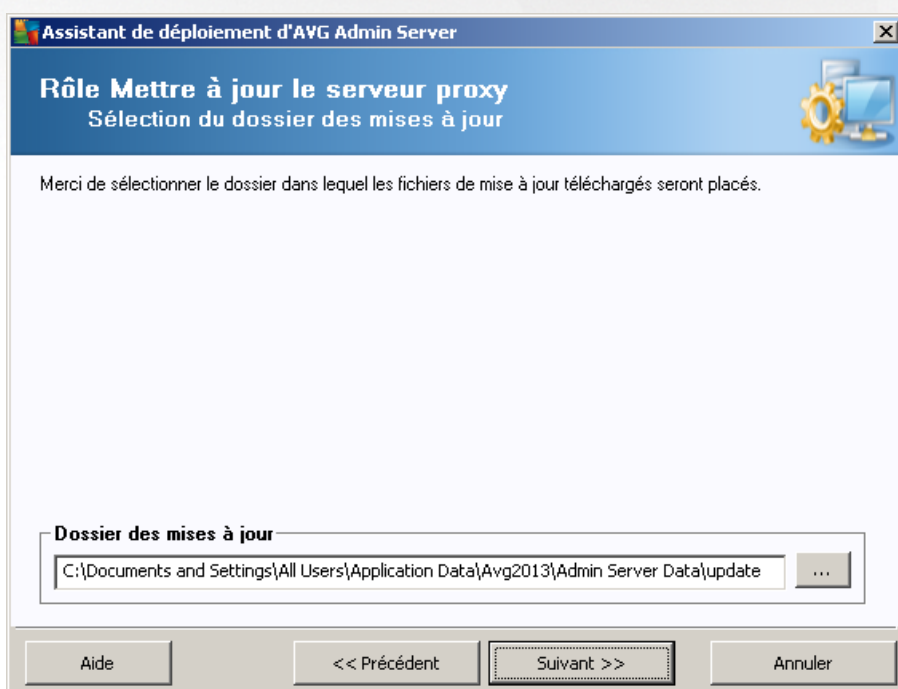 Assistant de déploiement d'AVG Admin Server
Rôle Mettre à jour le serveur proxy
Sélection du dossier des mises à jour
Merci de sélectionner le dossier dans lequel les fichiers de mise à jour téléchargés seront placés.
Dossier des mises à jour
C:\Documents and Settings\All Users\Application Data\Avg2013\Admin Server Data\update
...
Aide
<< Précédent
Suivant >>
Annuler